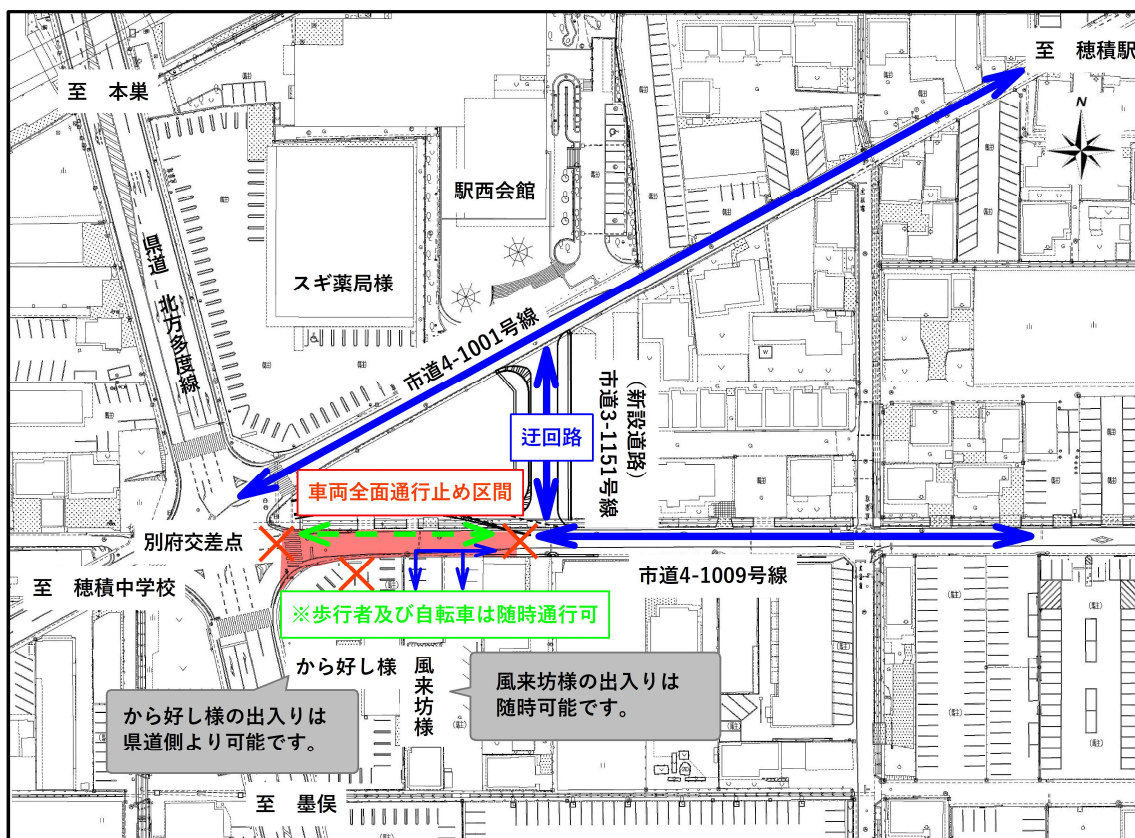 至 穂積駅
至 本巣
N
駅西会館
スギ薬局様
県道 北方多度線
市道4-1001号線
（新設道路）
市道3-1151号線
迂回路
車両全面通行止め区間
別府交差点
至 穂積中学校
市道4-1009号線
※歩行者及び自転車は随時通行可
から好し様
風来坊様
風来坊様の出入りは
随時可能です。
から好し様の出入りは
県道側より可能です。
至 墨俣